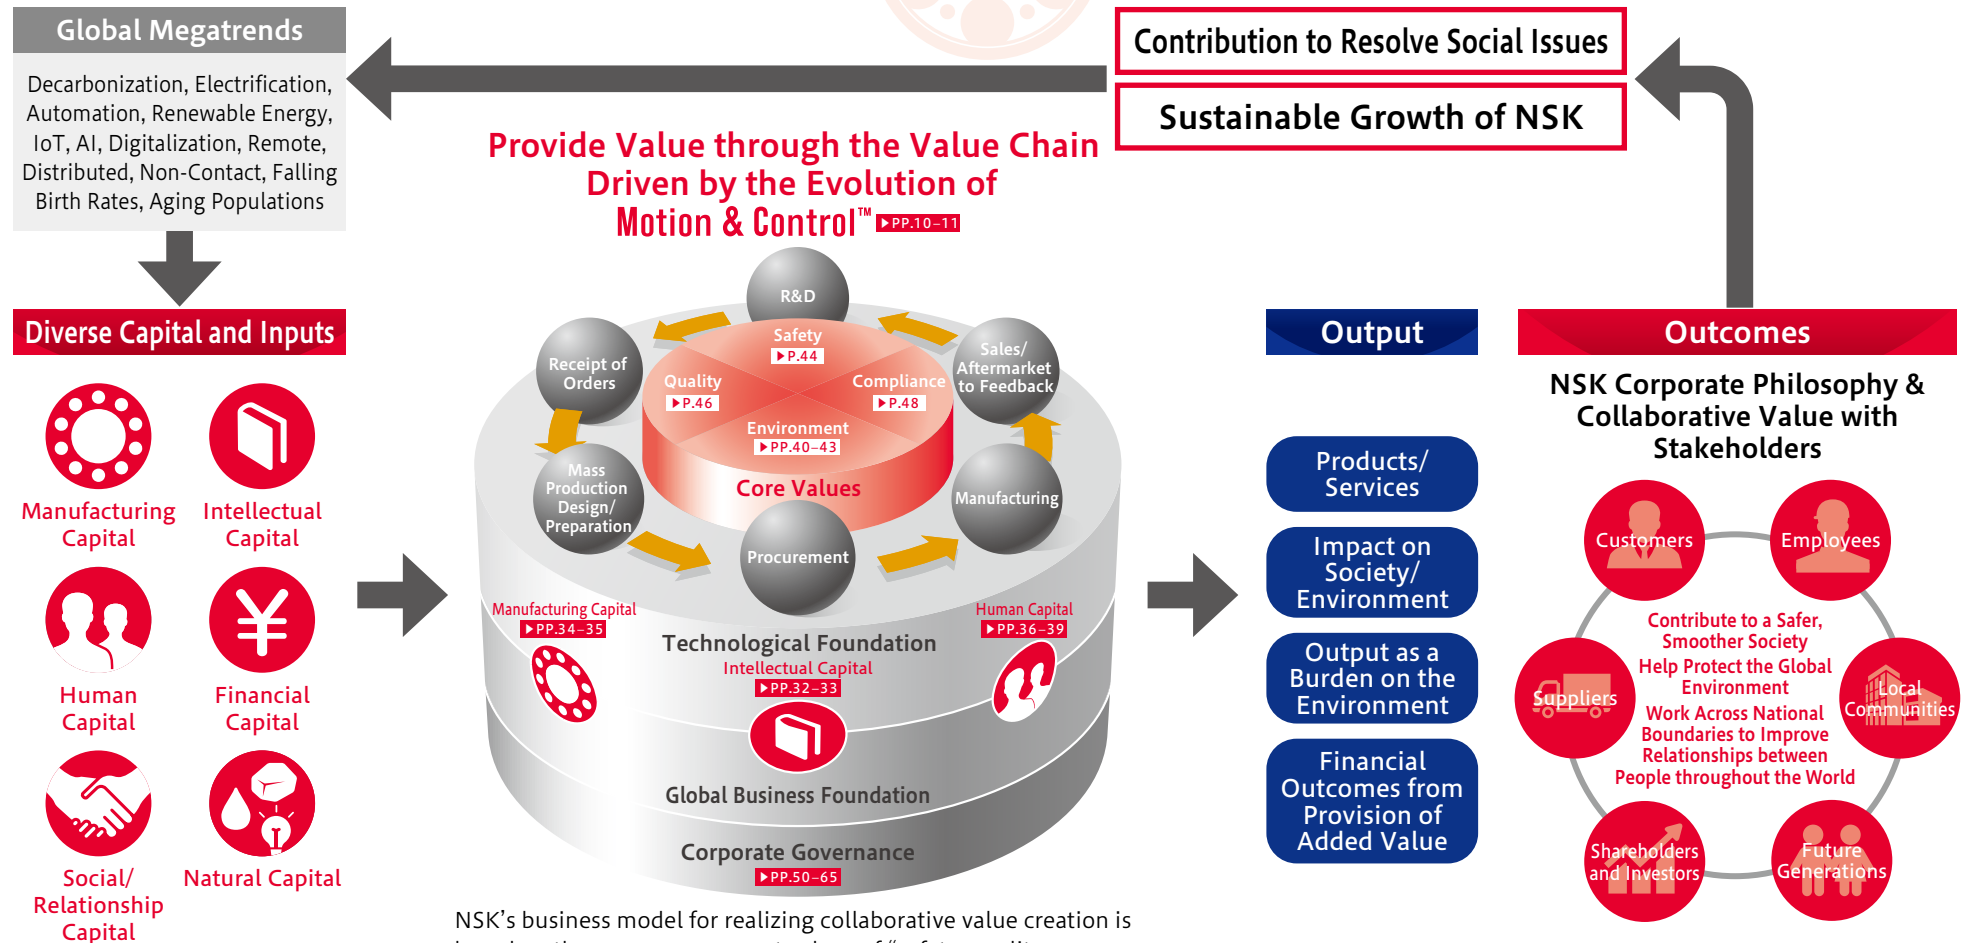 Global Megatrends
Decarbonization, Electrification,
Automation, Renewable Energy,
IoT, AI, Digitalization, Remote,
Distributed, Non-Contact, Falling
Birth Rates, Aging Populations
Contribution to Resolve Social Issues
Sustainable Growth of NSK
Provide Value through the Value Chain
Driven by the Evolution of
Motion & Control™ ▶PP.10–11
Diverse Capital and Inputs
Manufacturing
Capital
Intellectual
Capital
Human
Capital
Financial
Capital
Social/
Relationship
Capital
Natural Capital
R&D
Receipt of
Orders
Mass
Production
Design/
Preparation
Procurement
Manufacturing
Sales/
Aftermarket
to Feedback
Safety
▶P.44
Quality
▶P.46
Compliance
▶P.48
Environment
▶PP.40–43
Core Values
Manufacturing Capital
▶PP.34–35
Human Capital
▶PP.36–39
Technological Foundation
Intellectual Capital
▶PP.32–33
Global Business Foundation
Corporate Governance
▶PP.50–65
NSK's business model for realizing collaborative value creation is
Output
Products/
Services
Impact on
Society/
Environment
Output as a
Burden on the
Environment
Financial
Outcomes from
Provision of
Added Value
Outcomes
NSK Corporate Philosophy &
Collaborative Value with
Stakeholders
Customers
Employees
Suppliers
Local
Communities
Shareholders
and Investors
Future
Generations
Contribute to a Safer,
Smoother Society
Help Protect the Global
Environment
Work Across National
Boundaries to Improve
Relationships between
People throughout the World